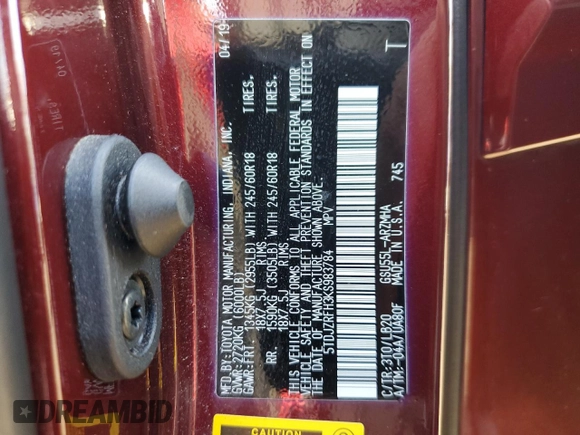 MFD.BY:TOYOTA MOTOR MANUFACTURING, INDIANA, INC. 04/19
GVWR:2720KG (6000LB)
GAWR:FRT. 1345KG (2955LB) WITH 245/60R18 TIRES,
18X7.5J RIMS,
RR. 1590KG (3505LB) WITH 245/60R18 TIRES,
18X7.5J RIMS,
THIS VEHICLE CONFORMS TO ALL APPLICABLE FEDERAL MOTOR
VEHICLE SAFETY AND THEFT PREVENTION STANDARDS IN EFFECT ON
THE DATE OF MANUFACTURE SHOWN ABOVE.
5TDJZRFH3KS983784 MPV
C/TR:3T0/LB20 GSU55L-ARZMHA T
A/TM:-04A/UA80F MADE IN U.S.A. 745
CAUTION
DREAMBID